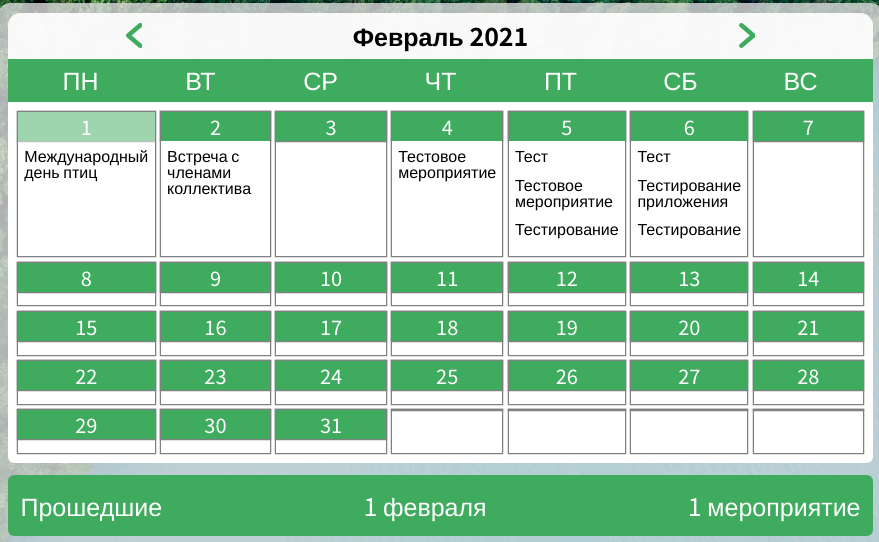 Февраль 2021
ПН ВТ СР ЧТ ПТ СБ ВС
1 2 3 4 5 6 7
Международный день птиц
Встреча с членами коллектива
Тестовое мероприятие
Тест
Тестовое мероприятие
Тестирование
Тест
Тестирование приложения
Тестирование
8 9 10 11 12 13 14
15 16 17 18 19 20 21
22 23 24 25 26 27 28
29 30 31
Прошедшие 1 февраля 1 мероприятие